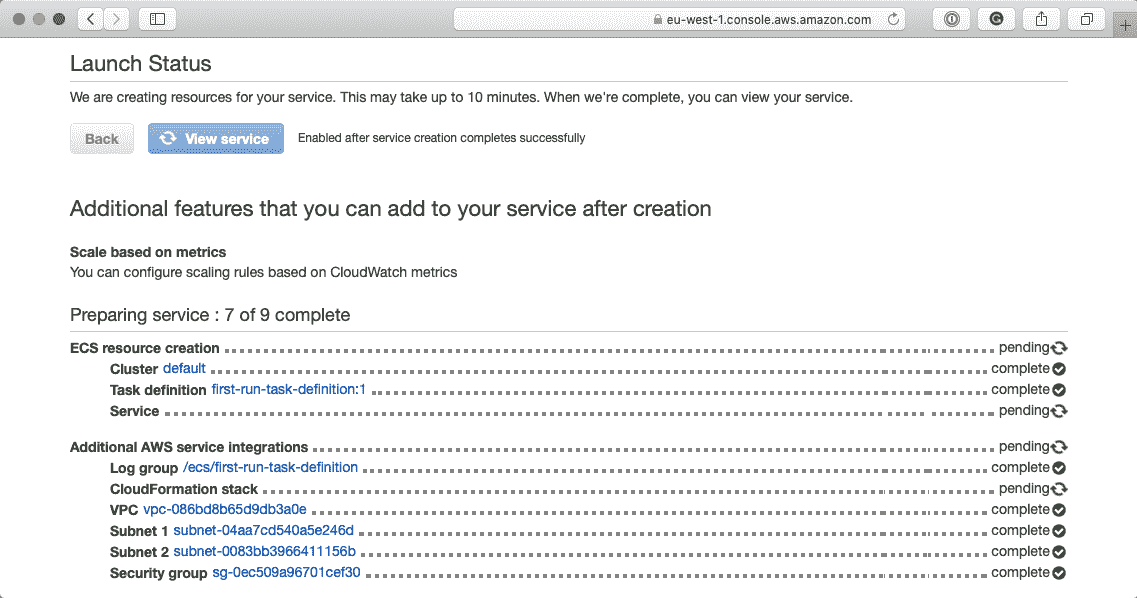 eu-west-1.console.aws.amazon.com
Launch Status
We are creating resources for your service. This may take up to 10 minutes. When we're complete, you can view your service.
Back View service Enabled after service creation completes successfully
Additional features that you can add to your service after creation
Scale based on metrics
You can configure scaling rules based on CloudWatch metrics
Preparing service : 7 of 9 complete
ECS resource creation pending
Cluster default complete
Task definition first-run-task-definition:1 complete
Service pending
Additional AWS service integrations pending
Log group /ecs/first-run-task-definition complete
CloudFormation stack pending
VPC vpc-086bd8b65d9db3a0e complete
Subnet 1 subnet-04aa7cd540a5e246d complete
Subnet 2 subnet-0083bb3966411156b complete
Security group sg-0ec509a96701cef30 complete